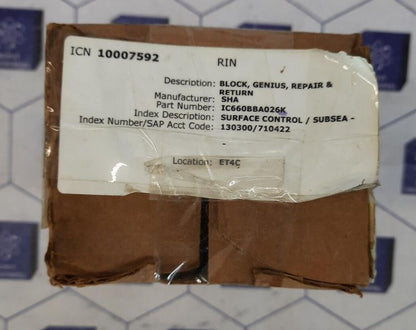 ICN 10007592 RIN
Description: BLOCK, GENIUS, REPAIR &
RETURN
Manufacturer: SHA
Part Number: IC660BBA026K
Index Description: SURFACE CONTROL / SUBSEA -
Index Number/SAP Acct Code: 130300/710422
Location: ET4C